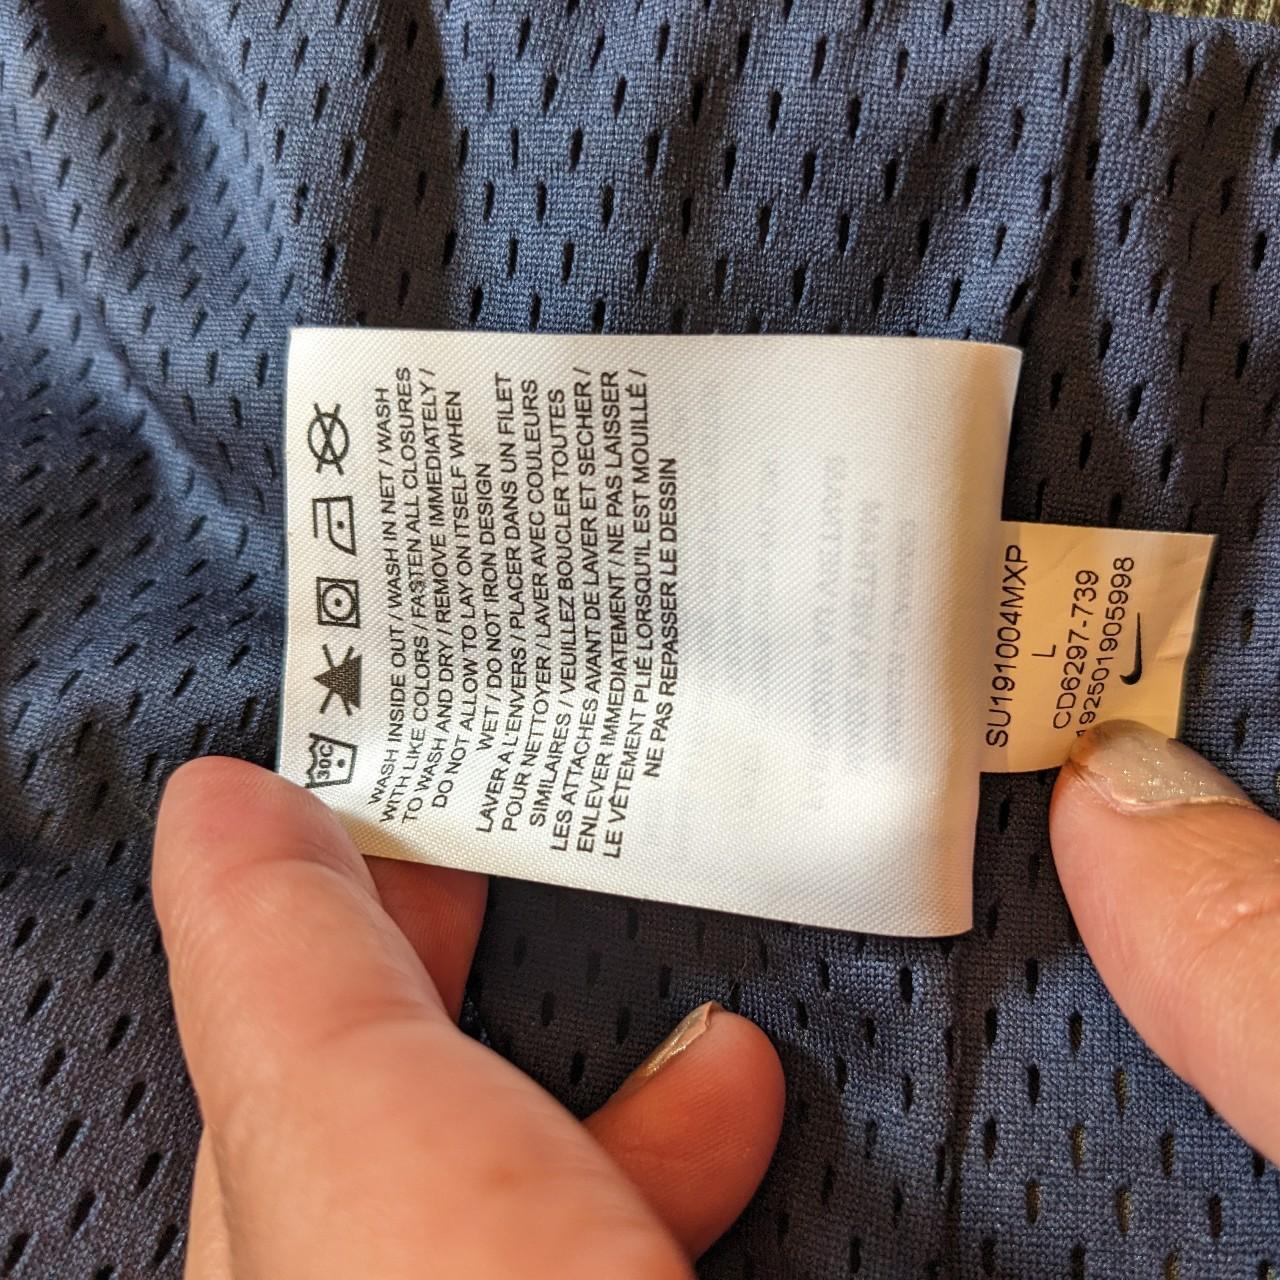 30C
WASH INSIDE OUT / WASH IN NET / WASH
WITH LIKE COLORS / FASTEN ALL CLOSURES
TO WASH AND DRY / REMOVE IMMEDIATELY /
DO NOT ALLOW TO LAY ON ITSELF WHEN
WET / DO NOT IRON DESIGN
LAVER A L'ENVERS / PLACER DANS UN FILET
POUR NETTOYER / LAVER AVEC COULEURS
SIMILAIRES / VEUILLEZ BOUCLER TOUTES
LES ATTACHES AVANT DE LAVER ET SECHER /
ENLEVER IMMEDIATEMENT / NE PAS LAISSER
LE VÊTEMENT PLIÉ LORSQU'IL EST MOUILLÉ /
NE PAS REPASSER LE DESSIN
SU191004MXP
L
CD6297-739
192501905998